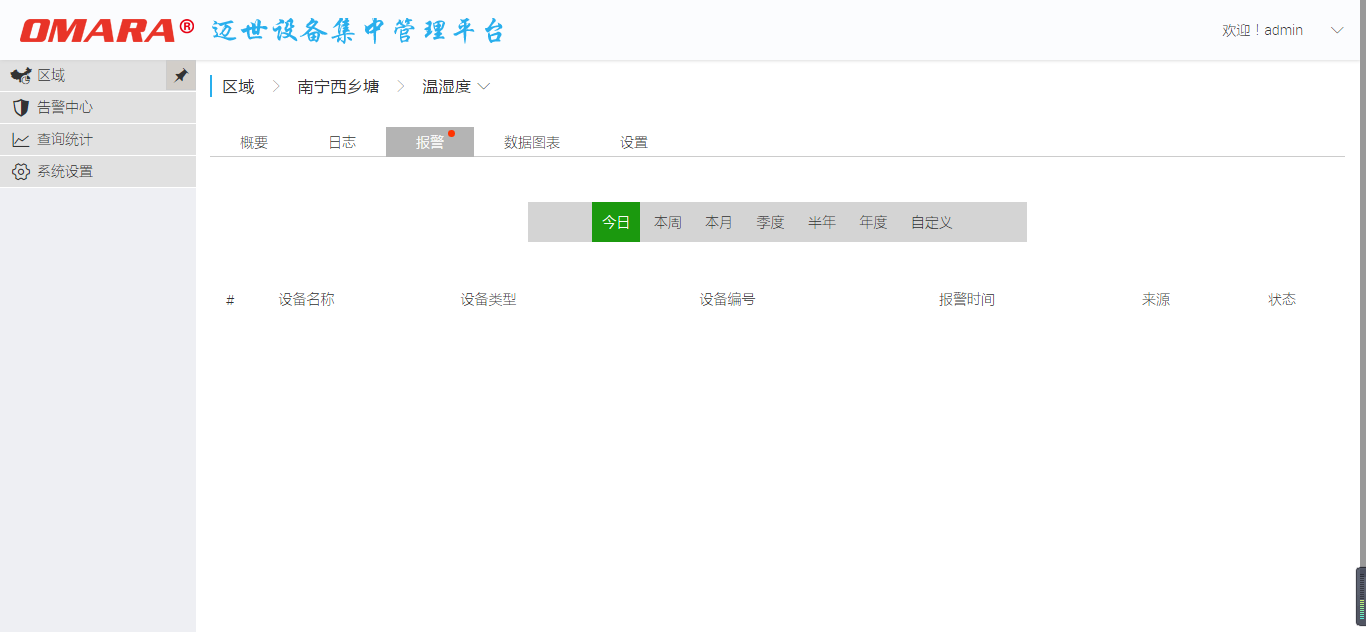 OMARA® 迈世设备集中管理平台
欢迎！admin
区域
告警中心
查询统计
系统设置
区域 南宁西乡塘 温湿度
概要 日志 报警 数据图表 设置
今日 本周 本月 季度 半年 年度 自定义
# 设备名称 设备类型 设备编号 报警时间 来源 状态